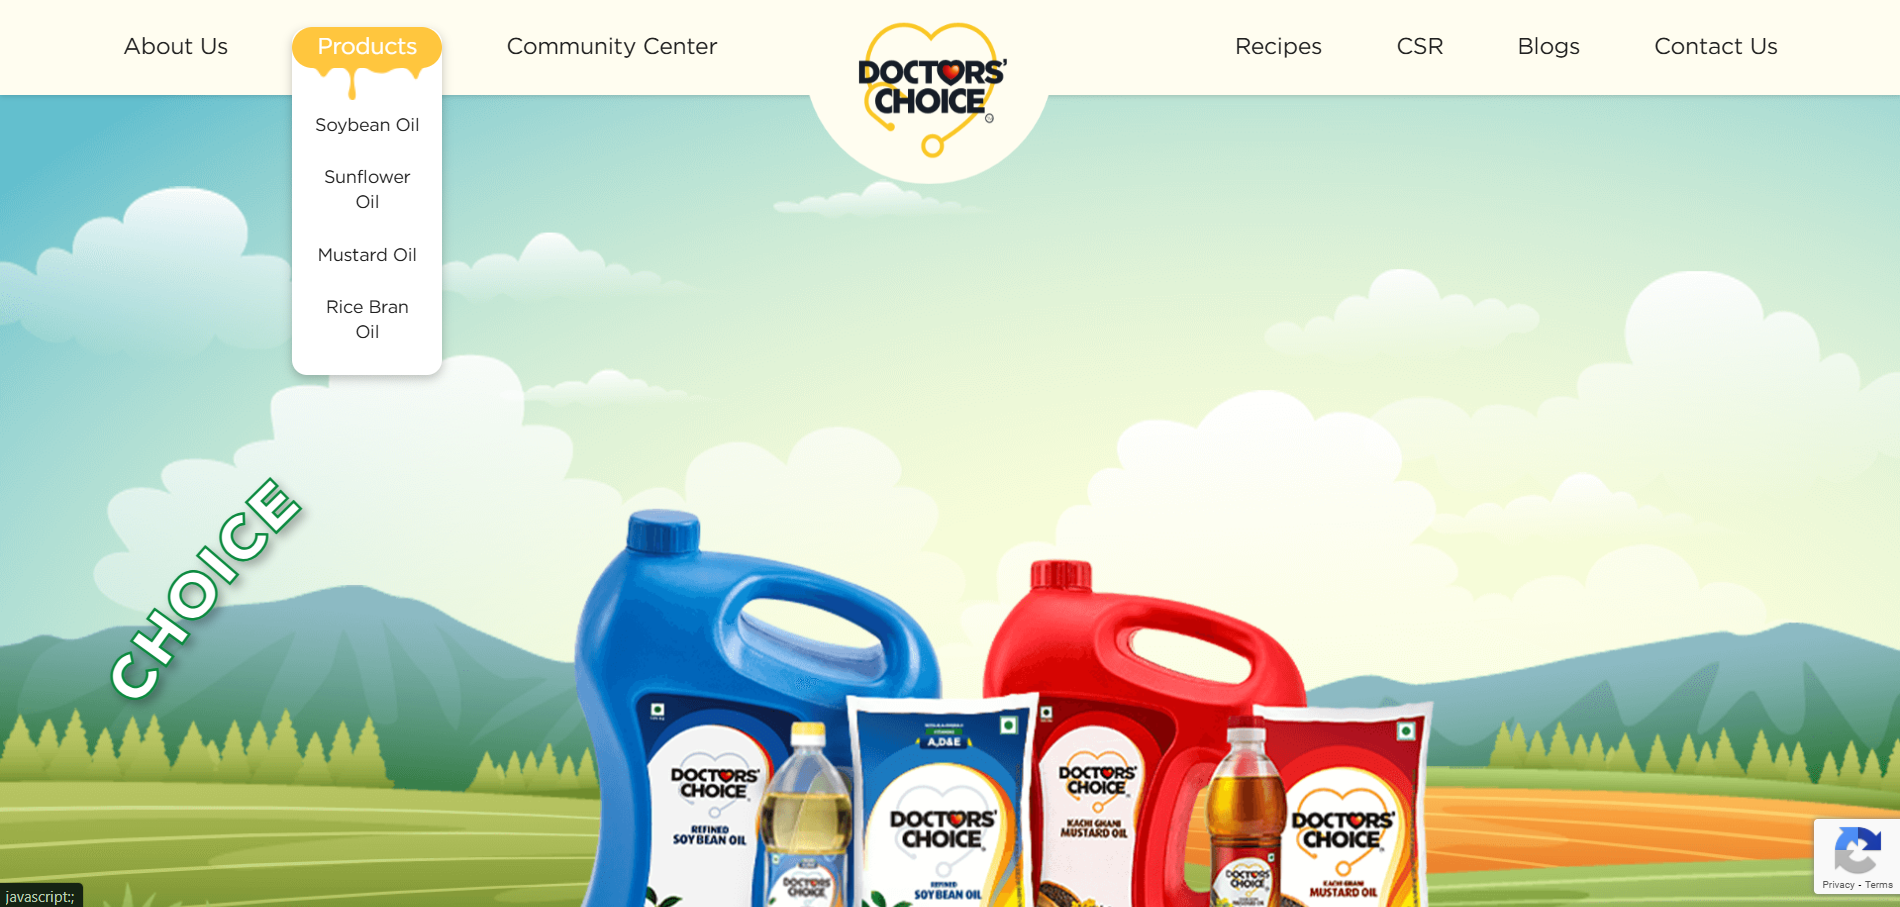 About Us
Products
Community Center
DOCTORS'
CHOICE
Recipes
CSR
Blogs
Contact Us
Soybean Oil
Sunflower
Oil
Mustard Oil
Rice Bran
Oil
CHOICE
DOCTORS'
CHOICE
REFINED
SOYBEAN OIL
DOCTORS'
CHOICE
A,D&E
DOCTORS'
CHOICE
REFINED
SOYBEAN OIL
DOCTORS'
CHOICE
KACHI GHANI
MUSTARD OIL
DOCTORS'
CHOICE
DOCTORS'
CHOICE
KACHI GHANI
MUSTARD OIL
Privacy - Terms
javascript:;